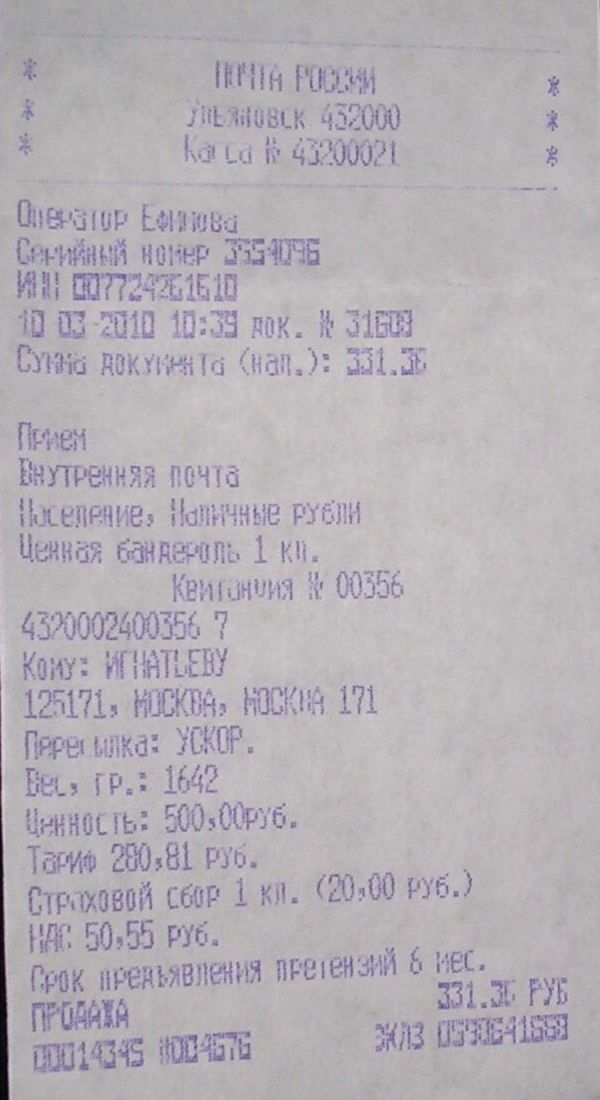 * ПОЧТА РОССИИ *
* Ульяновск 432000 *
* Касса № 43200021 *
Оператор Ефимова
Серийный номер 3554096
ИНН 007724261610
10-03-2010 10:39 док. № 31608
Сумма документа (нал.): 331.36
Прием
Внутренняя почта
Население, Наличные рубли
Ценная бандероль 1 кл.
Квитанция № 00356
4320002400356 7
Кому: ИГНАТЬЕВУ
125171, МОСКВА, МОСКВА 171
Пересылка: УСКОР.
Вес, гр.: 1642
Ценность: 500,00руб.
Тариф 280,81 руб.
Страховой сбор 1 кл. (20,00 руб.)
НДС 50,55 руб.
Срок предъявления претензий 6 мес.
ПРОДАЖА 331.36 РУБ
00014345 #004676 ЭКЛЗ